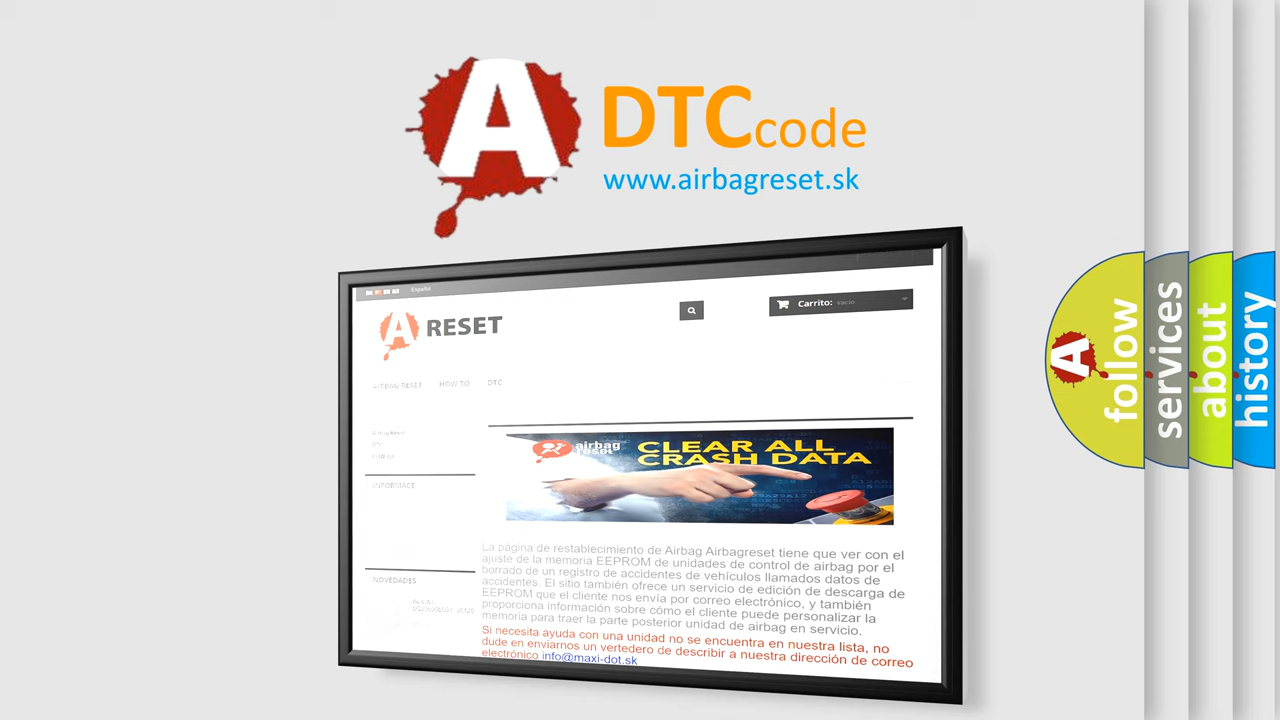 A
DTCcode
www.airbagreset.sk
Español
A RESET
Carrito: vacío
AIRBAG RESET HOW TO DTC
INFORMACE
airbag
reset
CLEAR ALL
CRASH DATA
La página de restablecimiento de Airbag Airbagreset tiene que ver con el
ajuste de la memoria EEPROM de unidades de control de airbag por el
borrado de un registro de accidentes de vehículos llamados datos de
accidentes. El sitio también ofrece un servicio de edición de descarga de
EEPROM que el cliente nos envía por correo electrónico, y también
proporciona información sobre cómo el cliente puede personalizar la
memoria para traer la parte posterior unidad de airbag en servicio.
Si necesita ayuda con una unidad no se encuentra en nuestra lista, no
dude en enviarnos un vertedero de describir a nuestra dirección de correo
electrónico info@maxi-dot.sk
NOVEDADES
A
follow
services
about
history